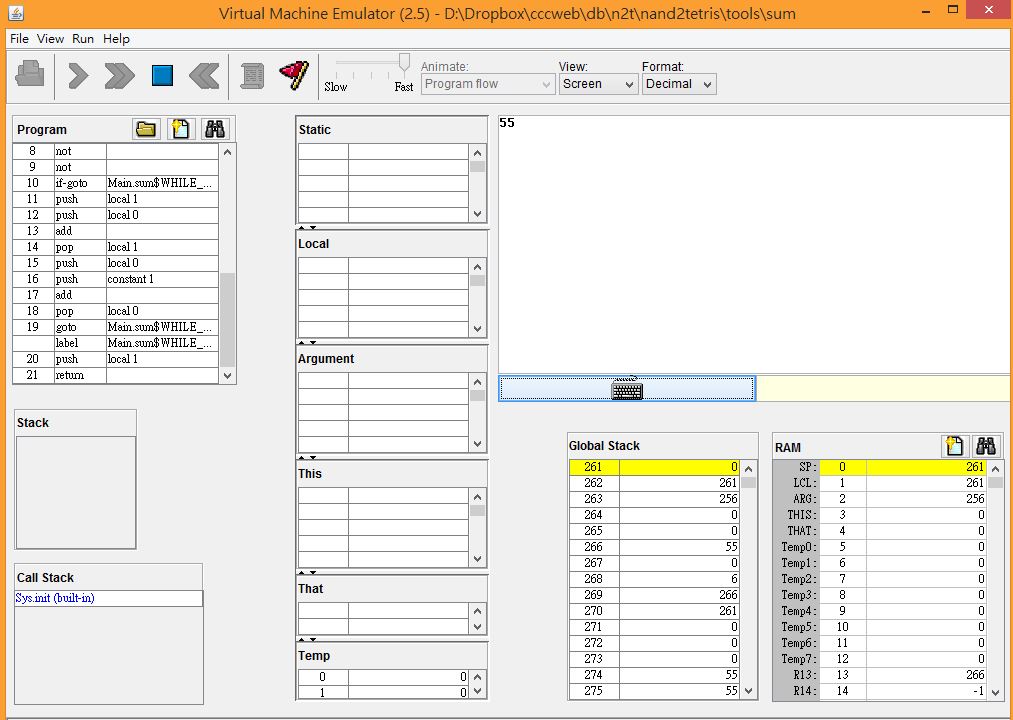 Virtual Machine Emulator (2.5) - D:\Dropbox\cccweb\db\n2t\nand2tetris\tools\sum
File View Run Help
Slow Fast
Animate: View: Format:
Program flow Screen Decimal
Program
8 not
9 not
10 if-goto Main.sum$WHILE_...
11 push local 1
12 push local 0
13 add
14 pop local 1
15 push local 0
16 push constant 1
17 add
18 pop local 0
19 goto Main.sum$WHILE_...
label Main.sum$WHILE_...
20 push local 1
21 return
Stack
Call Stack
Sys.init (built-in)
Static
Local
Argument
This
That
Temp
0 0
1 0
55
Global Stack
261 0
262 261
263 256
264 0
265 0
266 55
267 0
268 6
269 266
270 261
271 0
272 0
273 0
274 55
275 55
RAM
SP: 0 261
LCL: 1 261
ARG: 2 256
THIS: 3 0
THAT: 4 0
Temp0: 5 0
Temp1: 6 0
Temp2: 7 0
Temp3: 8 0
Temp4: 9 0
Temp5: 10 0
Temp6: 11 0
Temp7: 12 0
R13: 13 266
R14: 14 -1